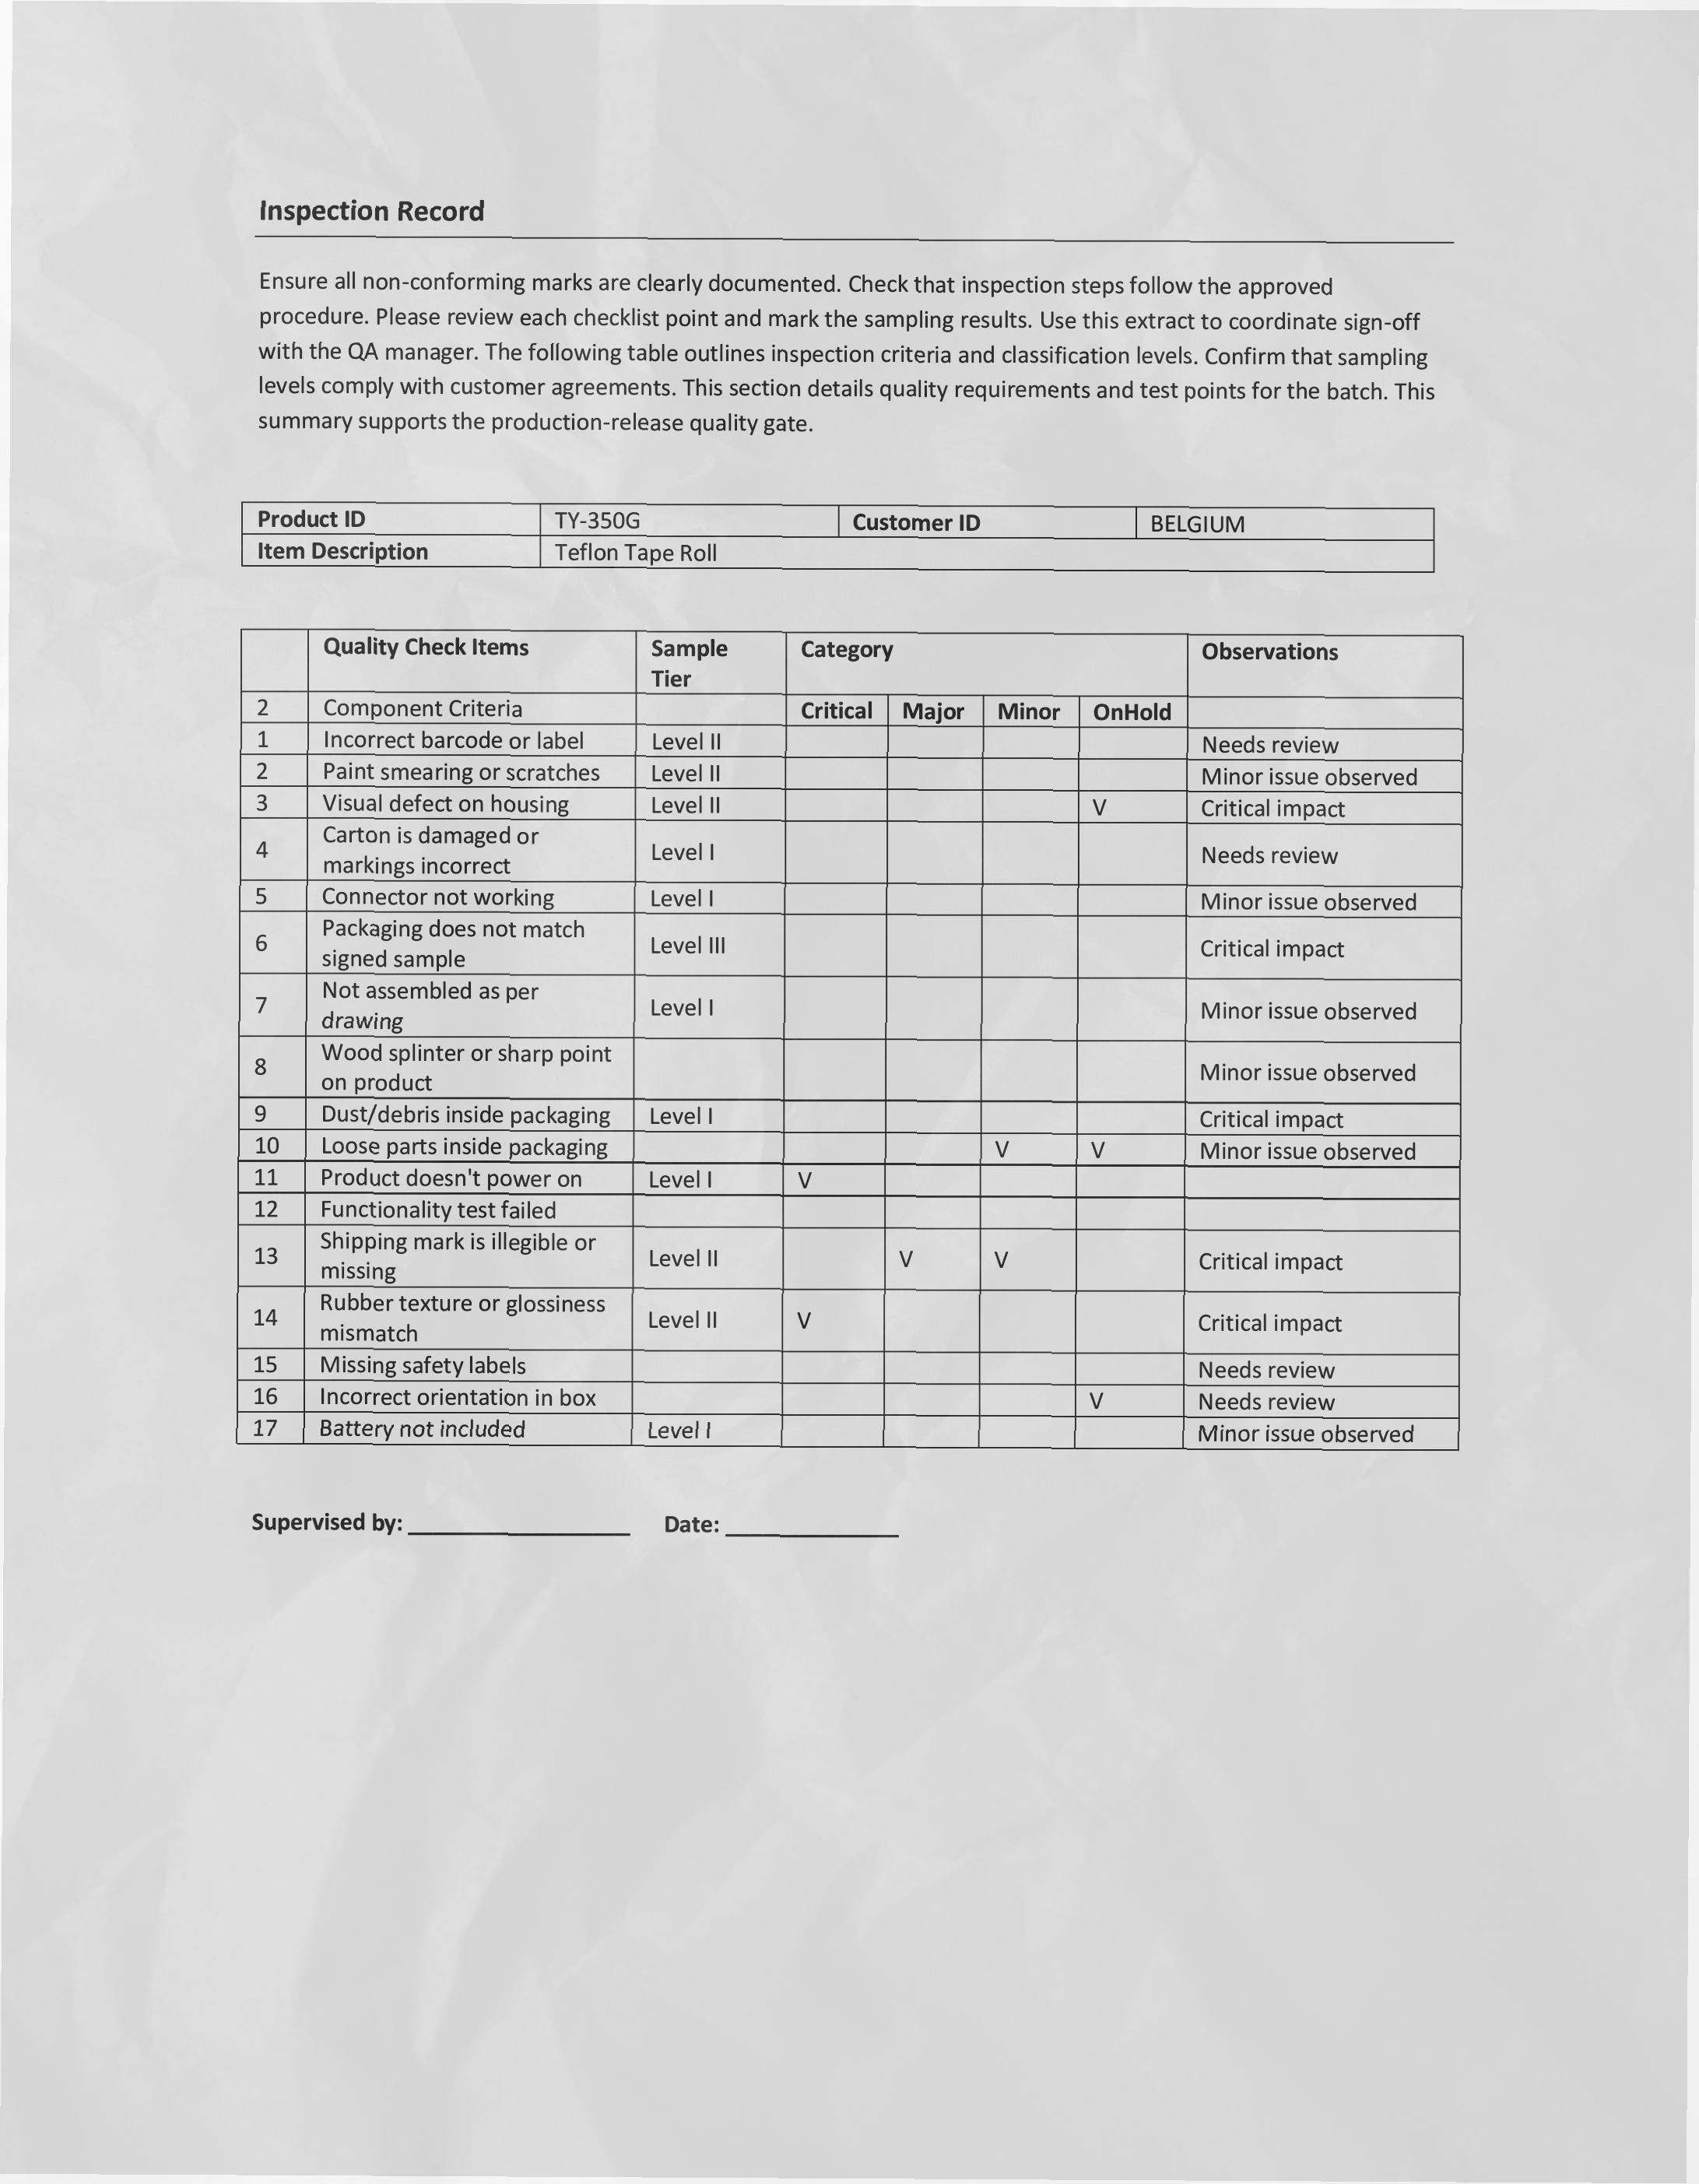 Inspection Record
Ensure all non-conforming marks are clearly documented. Check that inspection steps follow the approved
procedure. Please review each checklist point and mark the sampling results. Use this extract to coordinate sign-off
with the QA manager. The following table outlines inspection criteria and classification levels. Confirm that sampling
levels comply with customer agreements. This section details quality requirements and test points for the batch. This
summary supports the production-release quality gate.
Product ID TY-350G Customer ID BELGIUM
Item Description Teflon Tape Roll
Quality Check Items Sample Category Observations
Tier
2 Component Criteria Critical Major Minor OnHold
1 Incorrect barcode or label Level II Needs review
2 Paint smearing or scratches Level II Minor issue observed
3 Visual defect on housing Level II V Critical impact
Carton is damaged or
4 Level I Needs review
markings incorrect
5 Connector not working Level I Minor issue observed
Packaging does not match
6 Level III Critical impact
signed sample
Not assembled as per
7 Level I Minor issue observed
drawing
Wood splinter or sharp point
8 Minor issue observed
on product
9 Dust/debris inside packaging Level I Critical impact
10 Loose parts inside packaging V V Minor issue observed
11 Product doesn't power on Level I V
12 Functionality test failed
Shipping mark is illegible or
13 Level II V V Critical impact
missing
Rubber texture or glossiness
14 Level II V Critical impact
mismatch
15 Missing safety labels Needs review
16 Incorrect orientation in box V Needs review
17 Battery not included Level I Minor issue observed
Supervised by: Date: